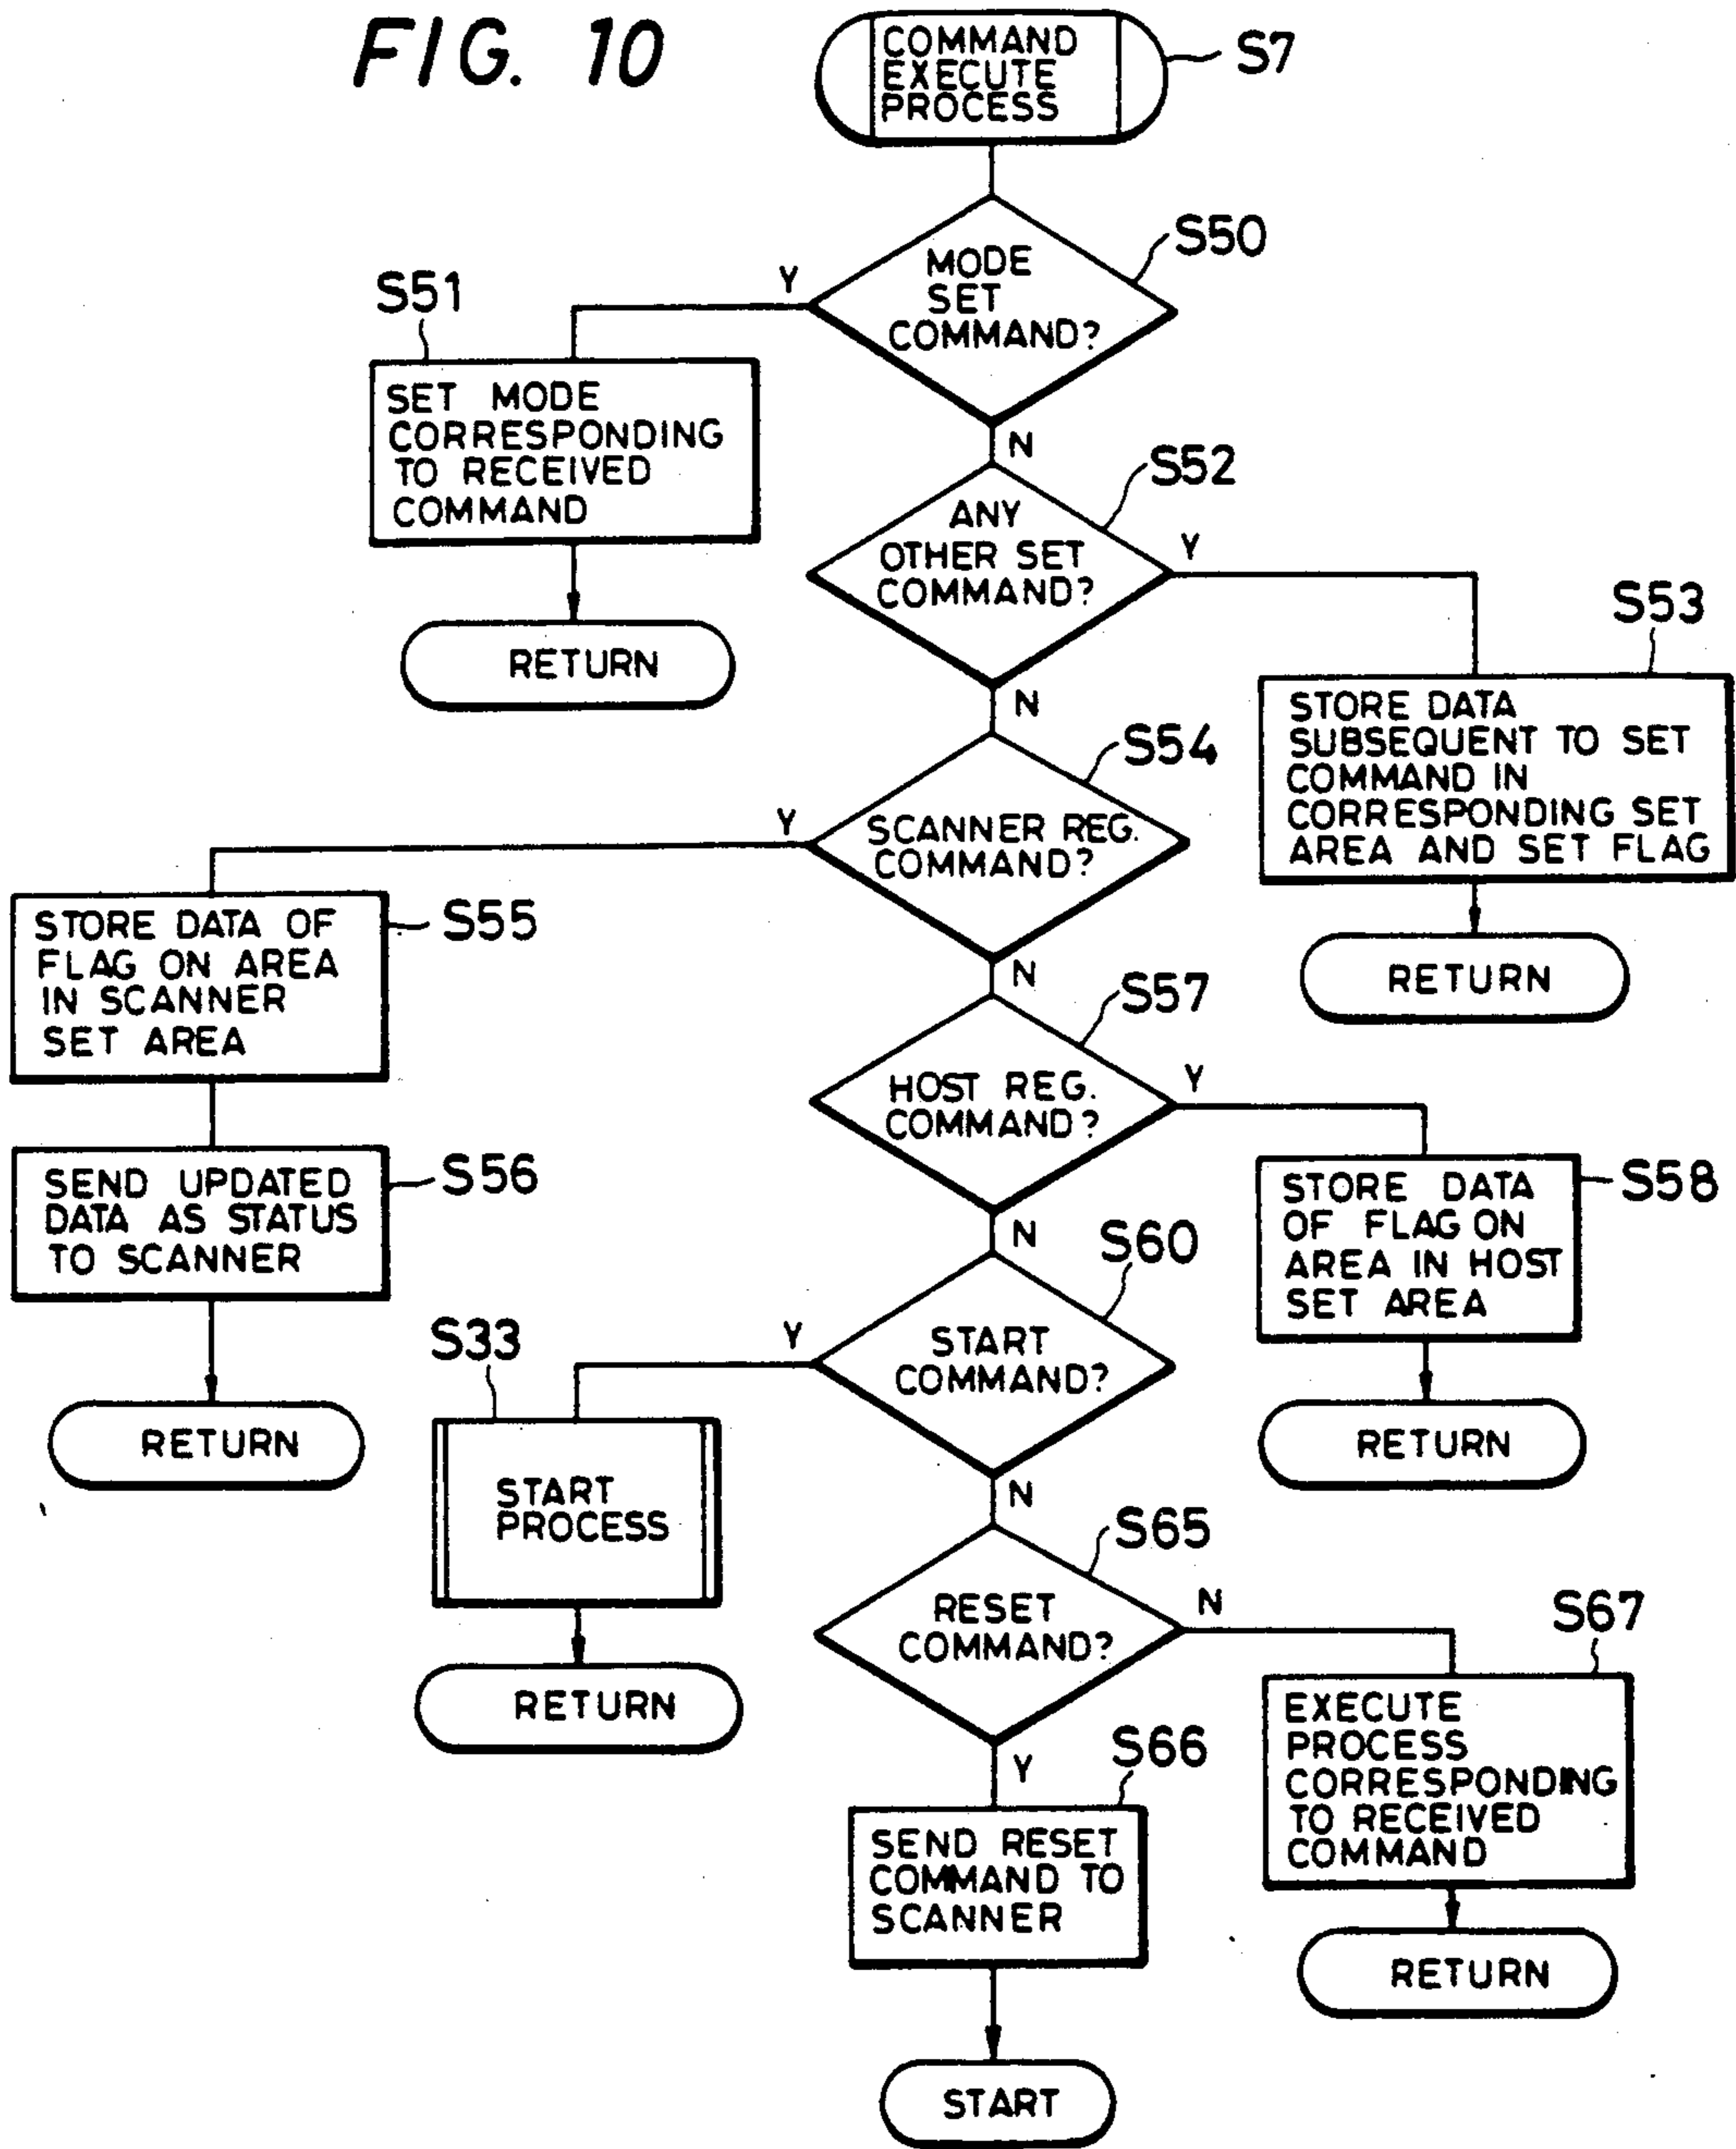 FIG. 10
COMMAND
EXECUTE
PROCESS
S7
MODE
SET
COMMAND?
S50
Y
N
S51
SET MODE
CORRESPONDING
TO RECEIVED
COMMAND
RETURN
ANY
OTHER SET
COMMAND?
S52
Y
N
S53
STORE DATA
SUBSEQUENT TO SET
COMMAND IN
CORRESPONDING SET
AREA AND SET FLAG
RETURN
SCANNER REG.
COMMAND?
S54
Y
N
STORE DATA OF
FLAG ON AREA
IN SCANNER
SET AREA
S55
SEND UPDATED
DATA AS STATUS
TO SCANNER
S56
RETURN
HOST REG.
COMMAND?
S57
Y
N
STORE DATA
OF FLAG ON
AREA IN HOST
SET AREA
S58
RETURN
START
COMMAND?
S60
Y
N
S33
START
PROCESS
RETURN
RESET
COMMAND?
S65
N
Y
S67
EXECUTE
PROCESS
CORRESPONDING
TO RECEIVED
COMMAND
RETURN
S66
SEND RESET
COMMAND TO
SCANNER
START